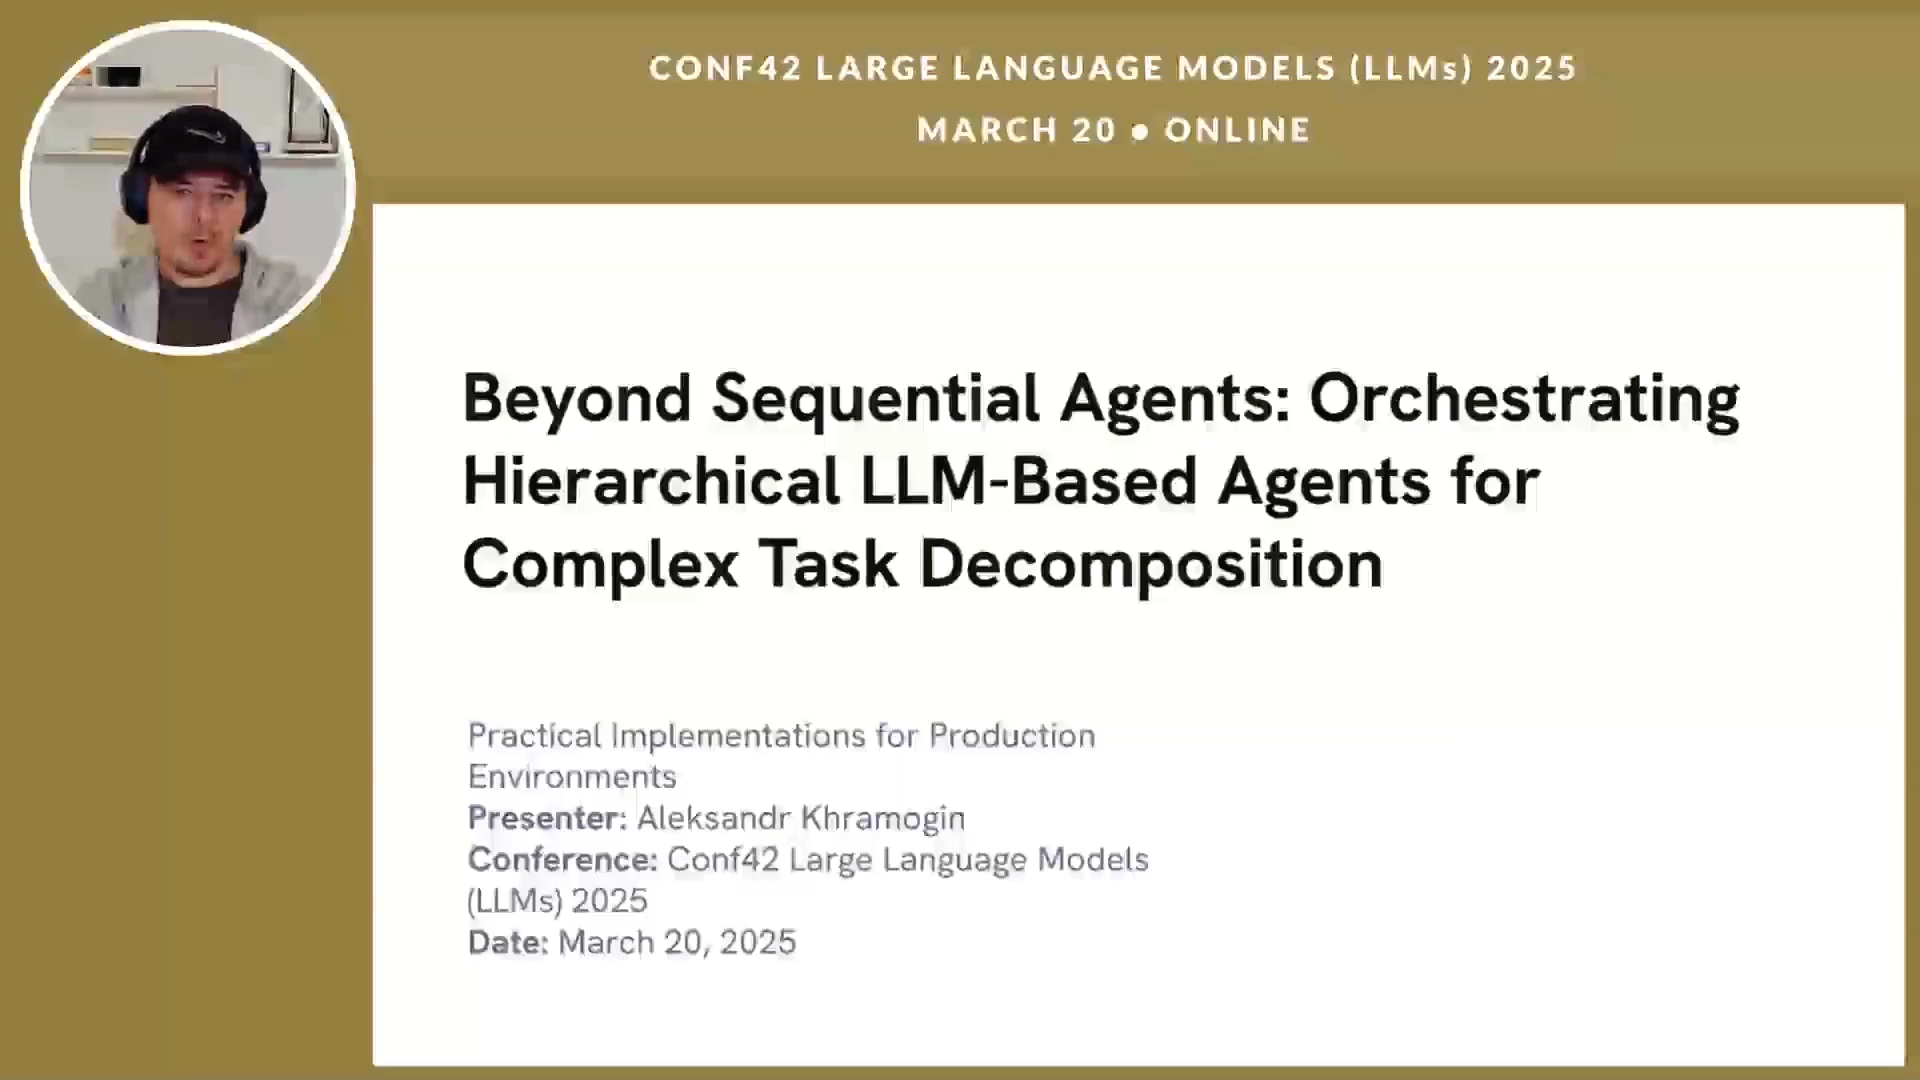 CONF42 LARGE LANGUAGE MODELS (LLMs) 2025
MARCH 20 ● ONLINE
Beyond Sequential Agents: Orchestrating
Hierarchical LLM-Based Agents for
Complex Task Decomposition
Practical Implementations for Production
Environments
Presenter: Aleksandr Khramogin
Conference: Conf42 Large Language Models
(LLMs) 2025
Date: March 20, 2025